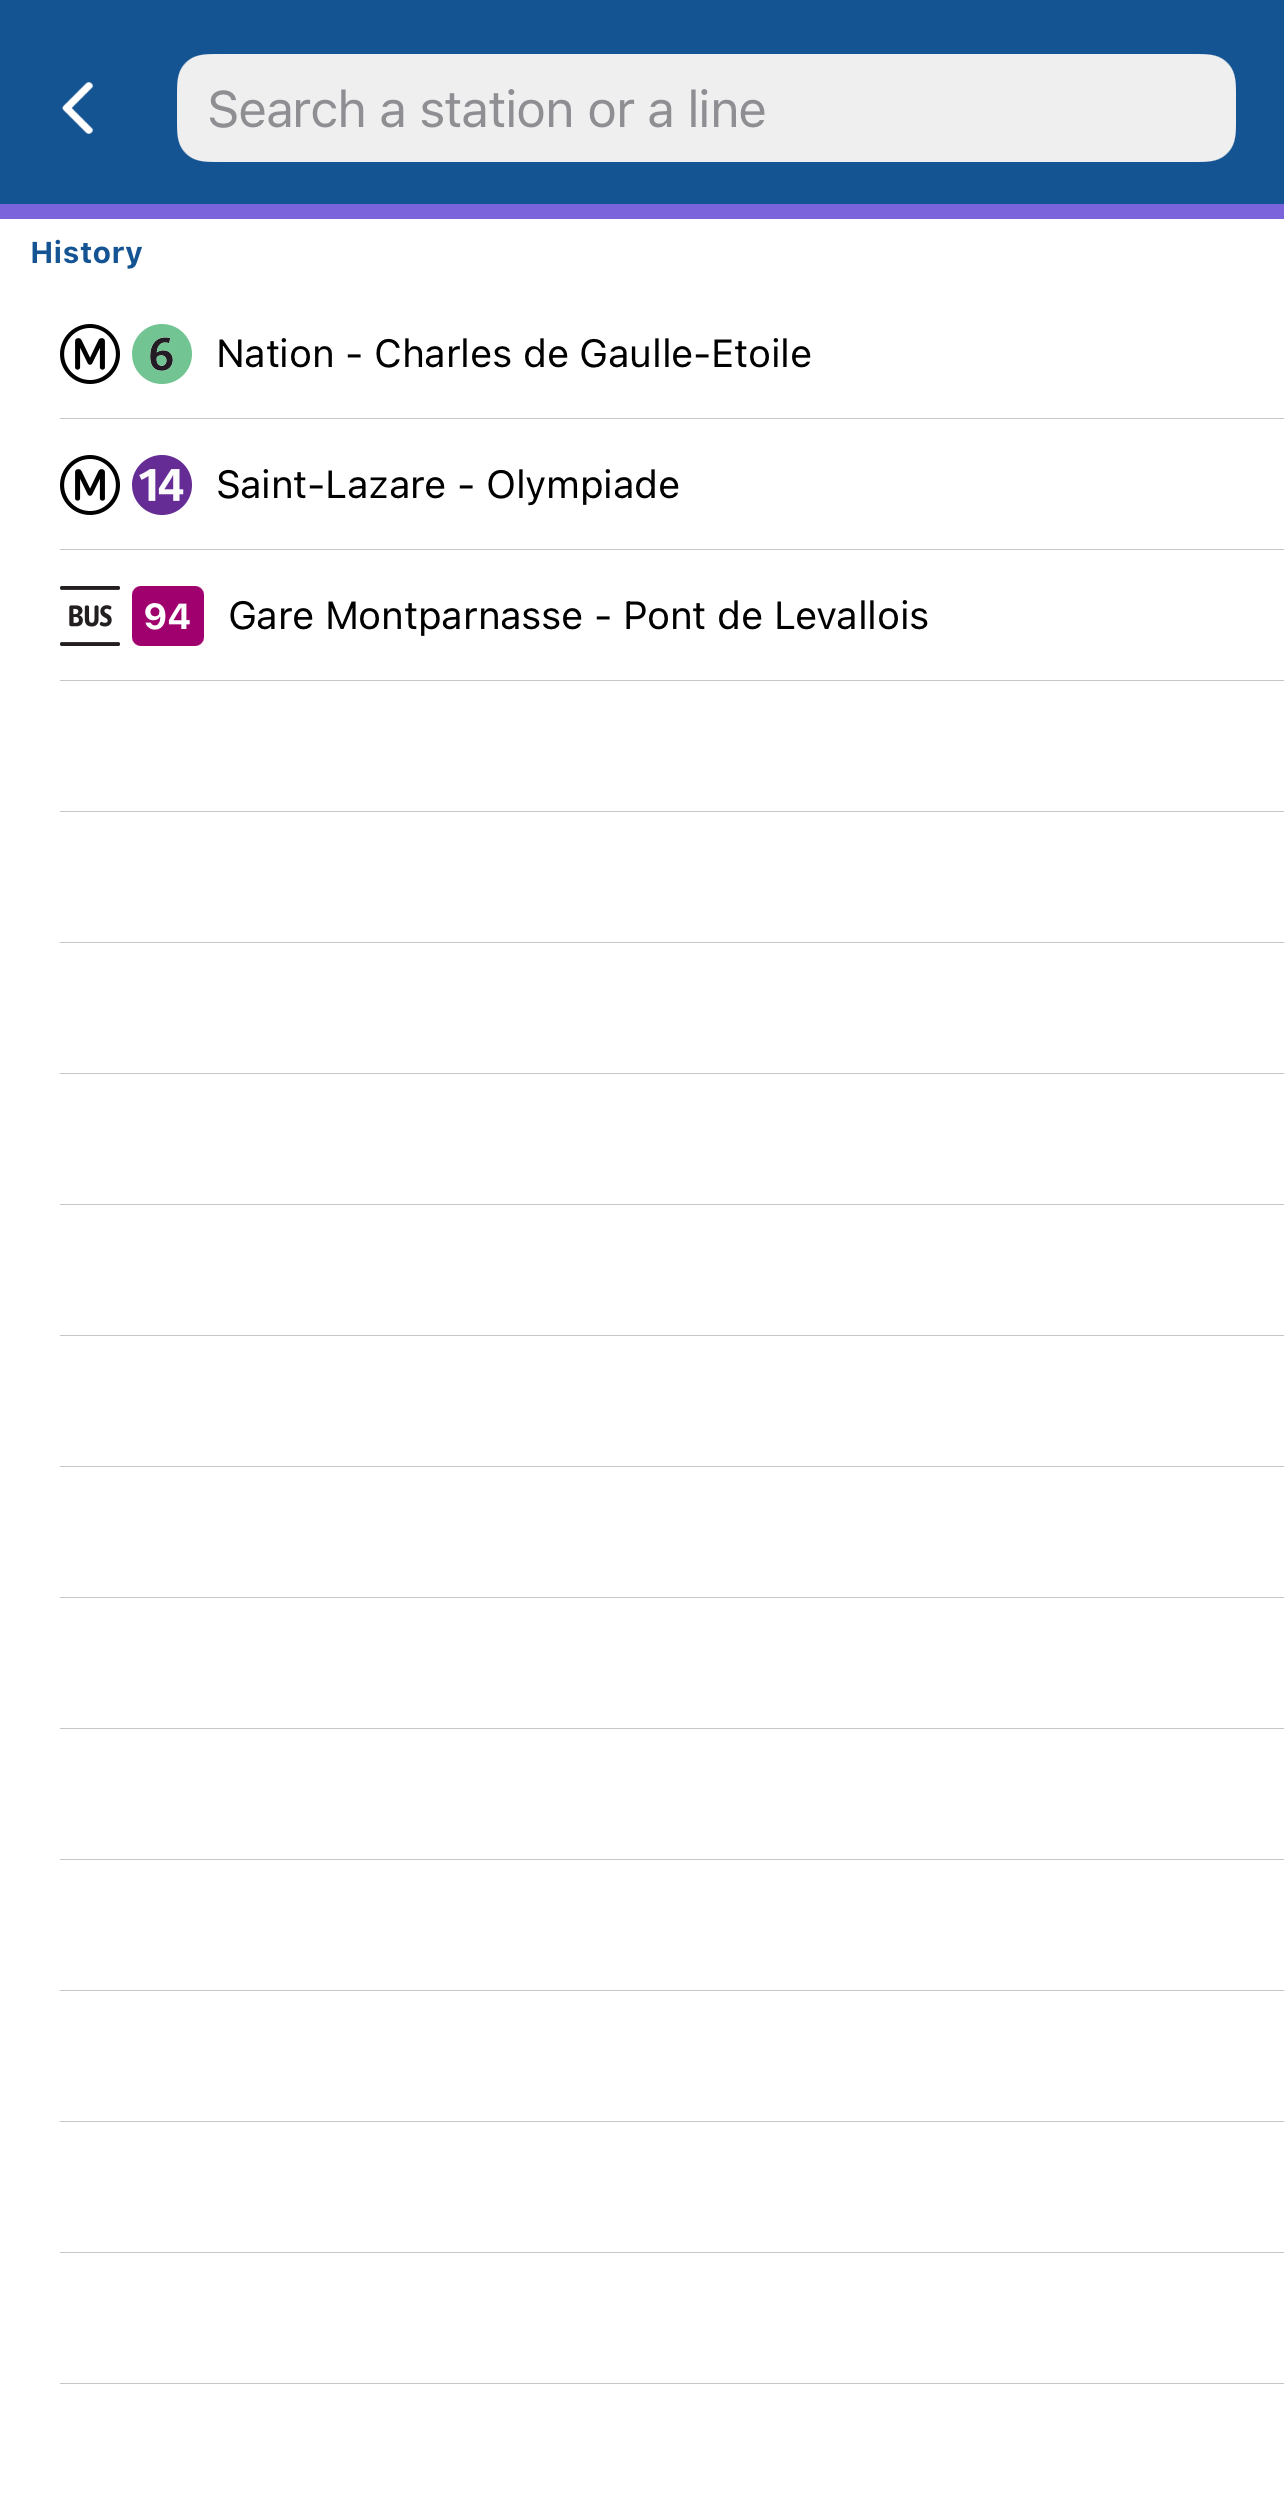 Search a station or a line
History
M 6 Nation - Charles de Gaulle-Etoile
M 14 Saint-Lazare - Olympiade
BUS 94 Gare Montparnasse - Pont de Levallois